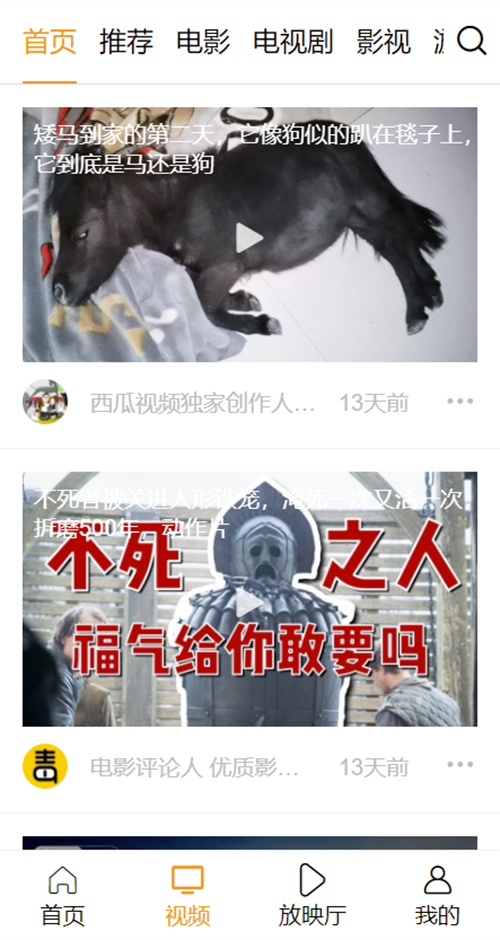 首页 推荐 电影 电视剧 影视
矮马到家的第二天，它像狗似的趴在毯子上，
它到底是马还是狗
西瓜视频独家创作人... 13天前
不死者被关进人形铁笼，淹死一次又活一次
折磨500年，动作片
不死之人
福气给你敢要吗
毒
电影评论人 优质影... 13天前
首页 视频 放映厅 我的